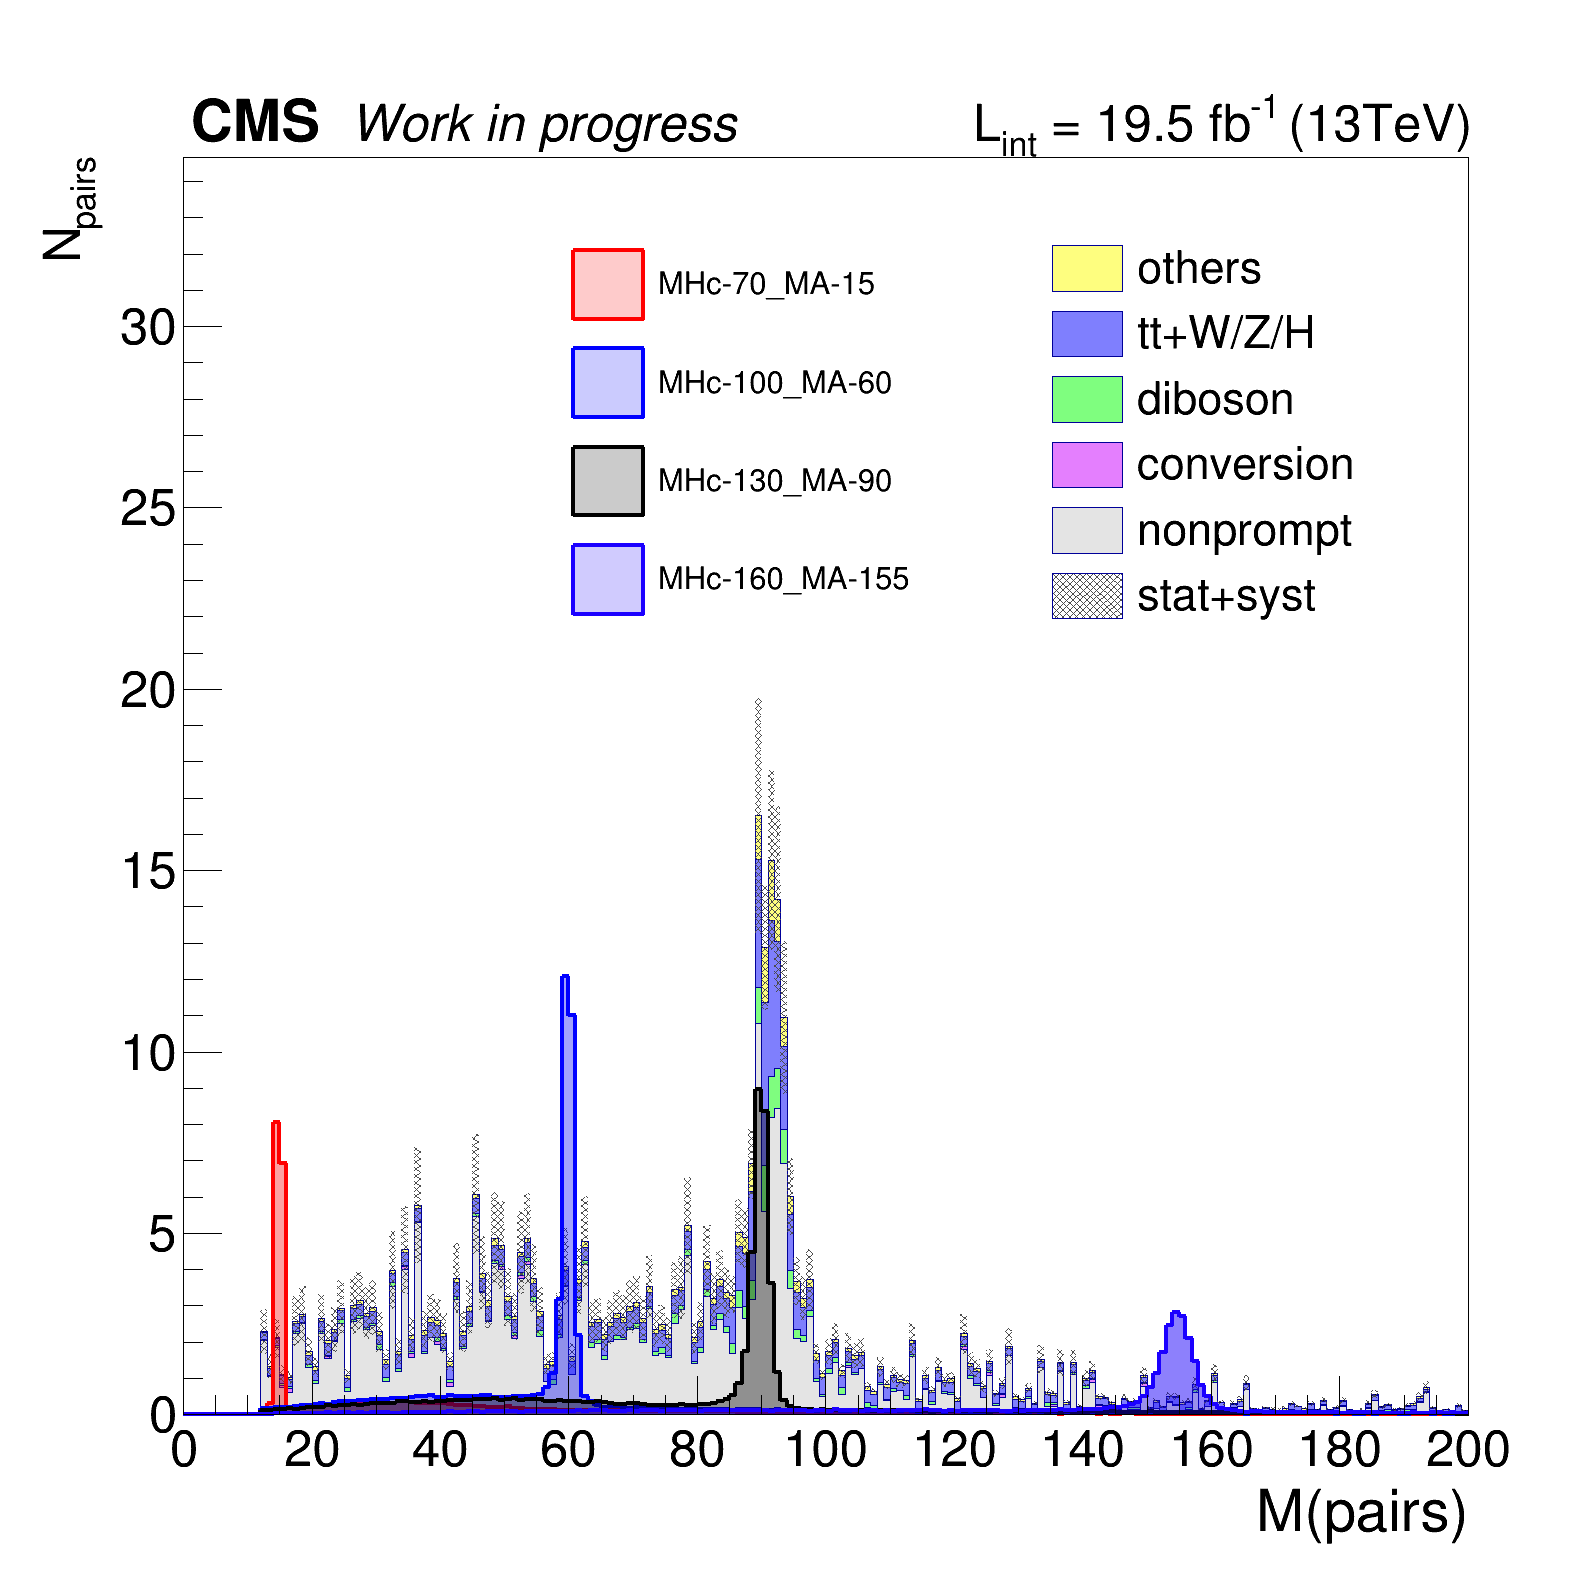 CMS Work in progress
L_int = 19.5 fb^-1 (13TeV)
N_pairs
MHc-70_MA-15
MHc-100_MA-60
MHc-130_MA-90
MHc-160_MA-155
others
tt+W/Z/H
diboson
conversion
nonprompt
stat+syst
30
25
20
15
10
5
0
0 20 40 60 80 100 120 140 160 180 200
M(pairs)